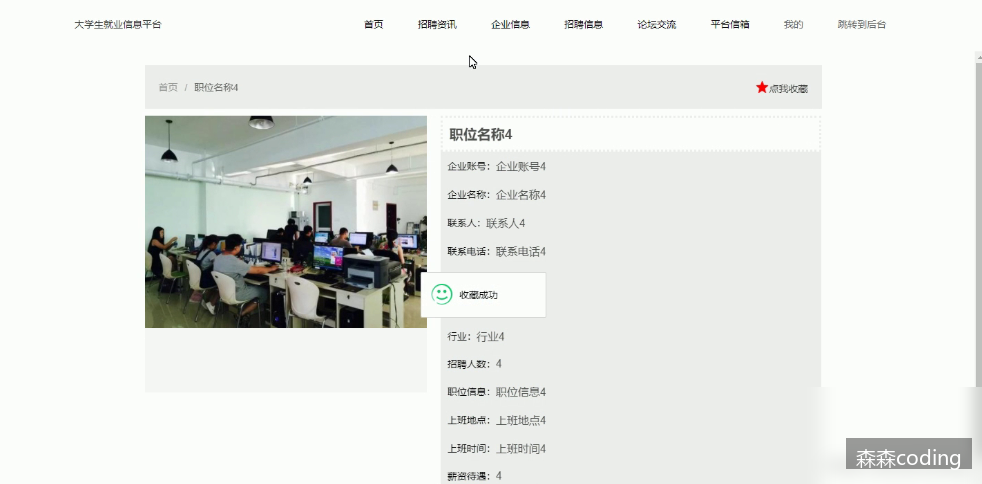 大学生就业信息平台 首页 招聘资讯 企业信息 招聘信息 论坛交流 平台信箱 我的 跳转到后台
首页 / 职位名称4 点我收藏
职位名称4
企业账号：企业账号4
企业名称：企业名称4
联系人：联系人4
联系电话：联系电话4
收藏成功
行业：行业4
招聘人数：4
职位信息：职位信息4
上班地点：上班地点4
上班时间：上班时间4
薪资待遇：4
森森coding